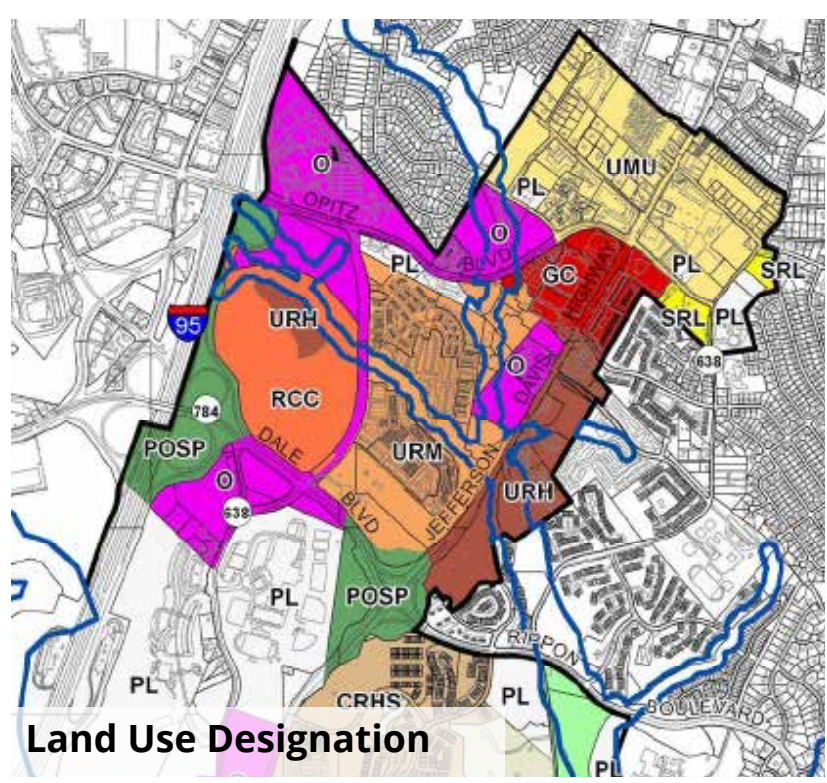 UMU
O
PL
OPITZ
O
BLVD
PL
GC
PL
SRL
HIGHWAY
95
URH
SRL
PL
638
O
DAVIS
RCC
784
POSP
DALE
URM
O
JEFFERSON
URH
BLVD
638
PL
POSP
RIPPON
PL
CRHS
PL
BOULEVARD
Land Use Designation
PL